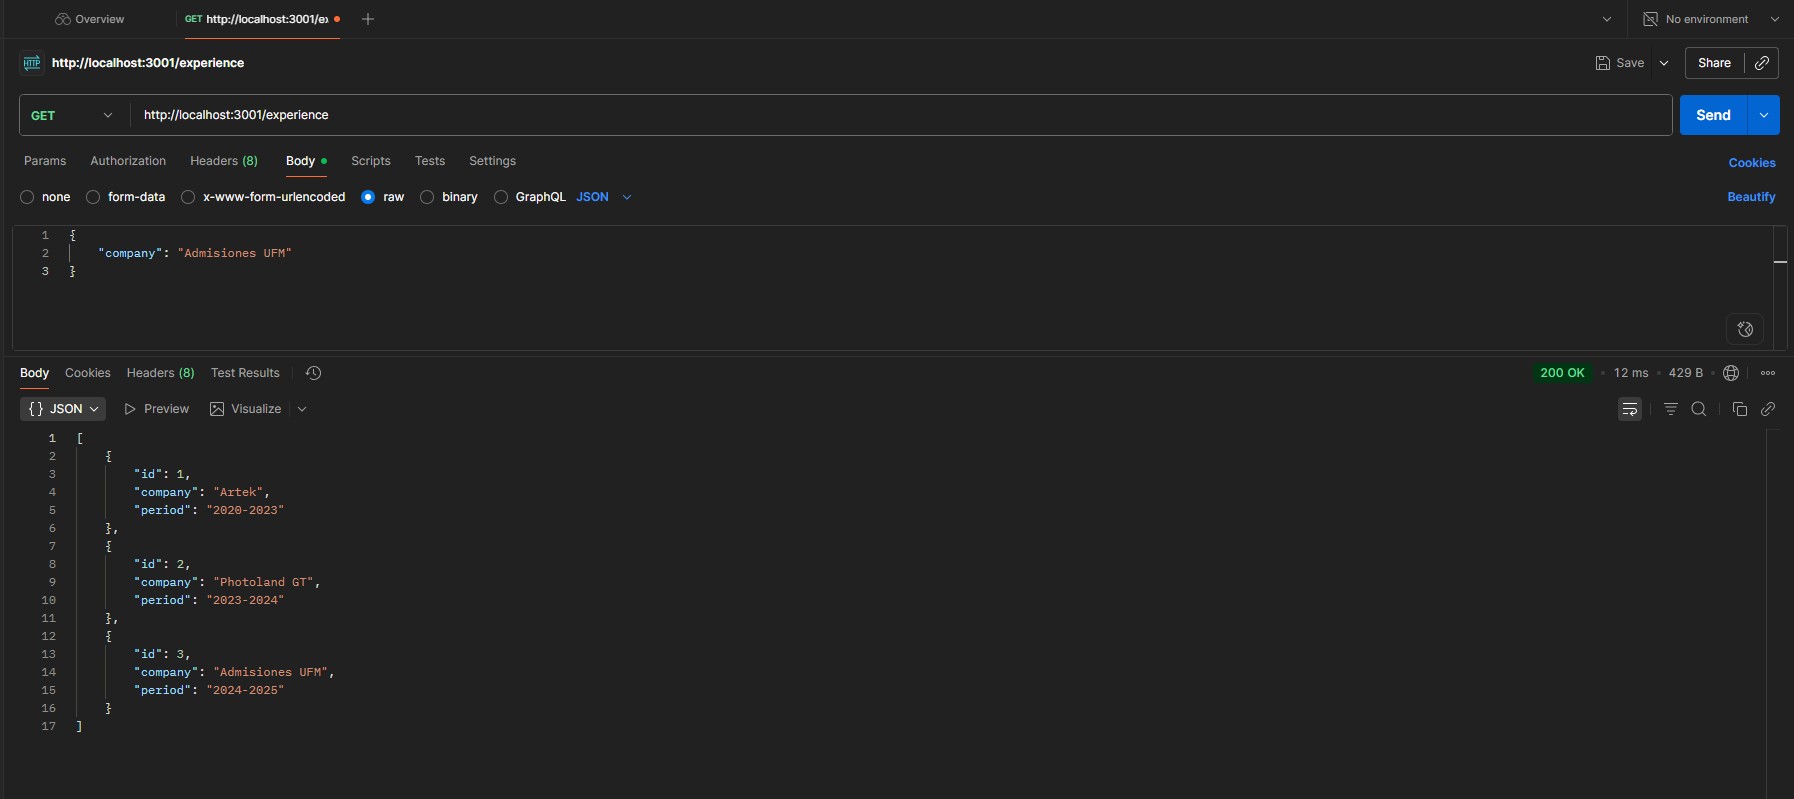 Overview
GET http://localhost:3001/ex
No environment
HTTP http://localhost:3001/experience
Save
Share
GET http://localhost:3001/experience
Send
Params Authorization Headers (8) Body Scripts Tests Settings
Cookies
none form-data x-www-form-urlencoded raw binary GraphQL JSON
Beautify
1 {
2 "company": "Admisiones UFM"
3 }
Body Cookies Headers (8) Test Results
200 OK • 12 ms • 429 B •
{} JSON Preview Visualize
1 [
2 {
3 "id": 1,
4 "company": "Artek",
5 "period": "2020-2023"
6 },
7 {
8 "id": 2,
9 "company": "Photoland GT",
10 "period": "2023-2024"
11 },
12 {
13 "id": 3,
14 "company": "Admisiones UFM",
15 "period": "2024-2025"
16 }
17 ]